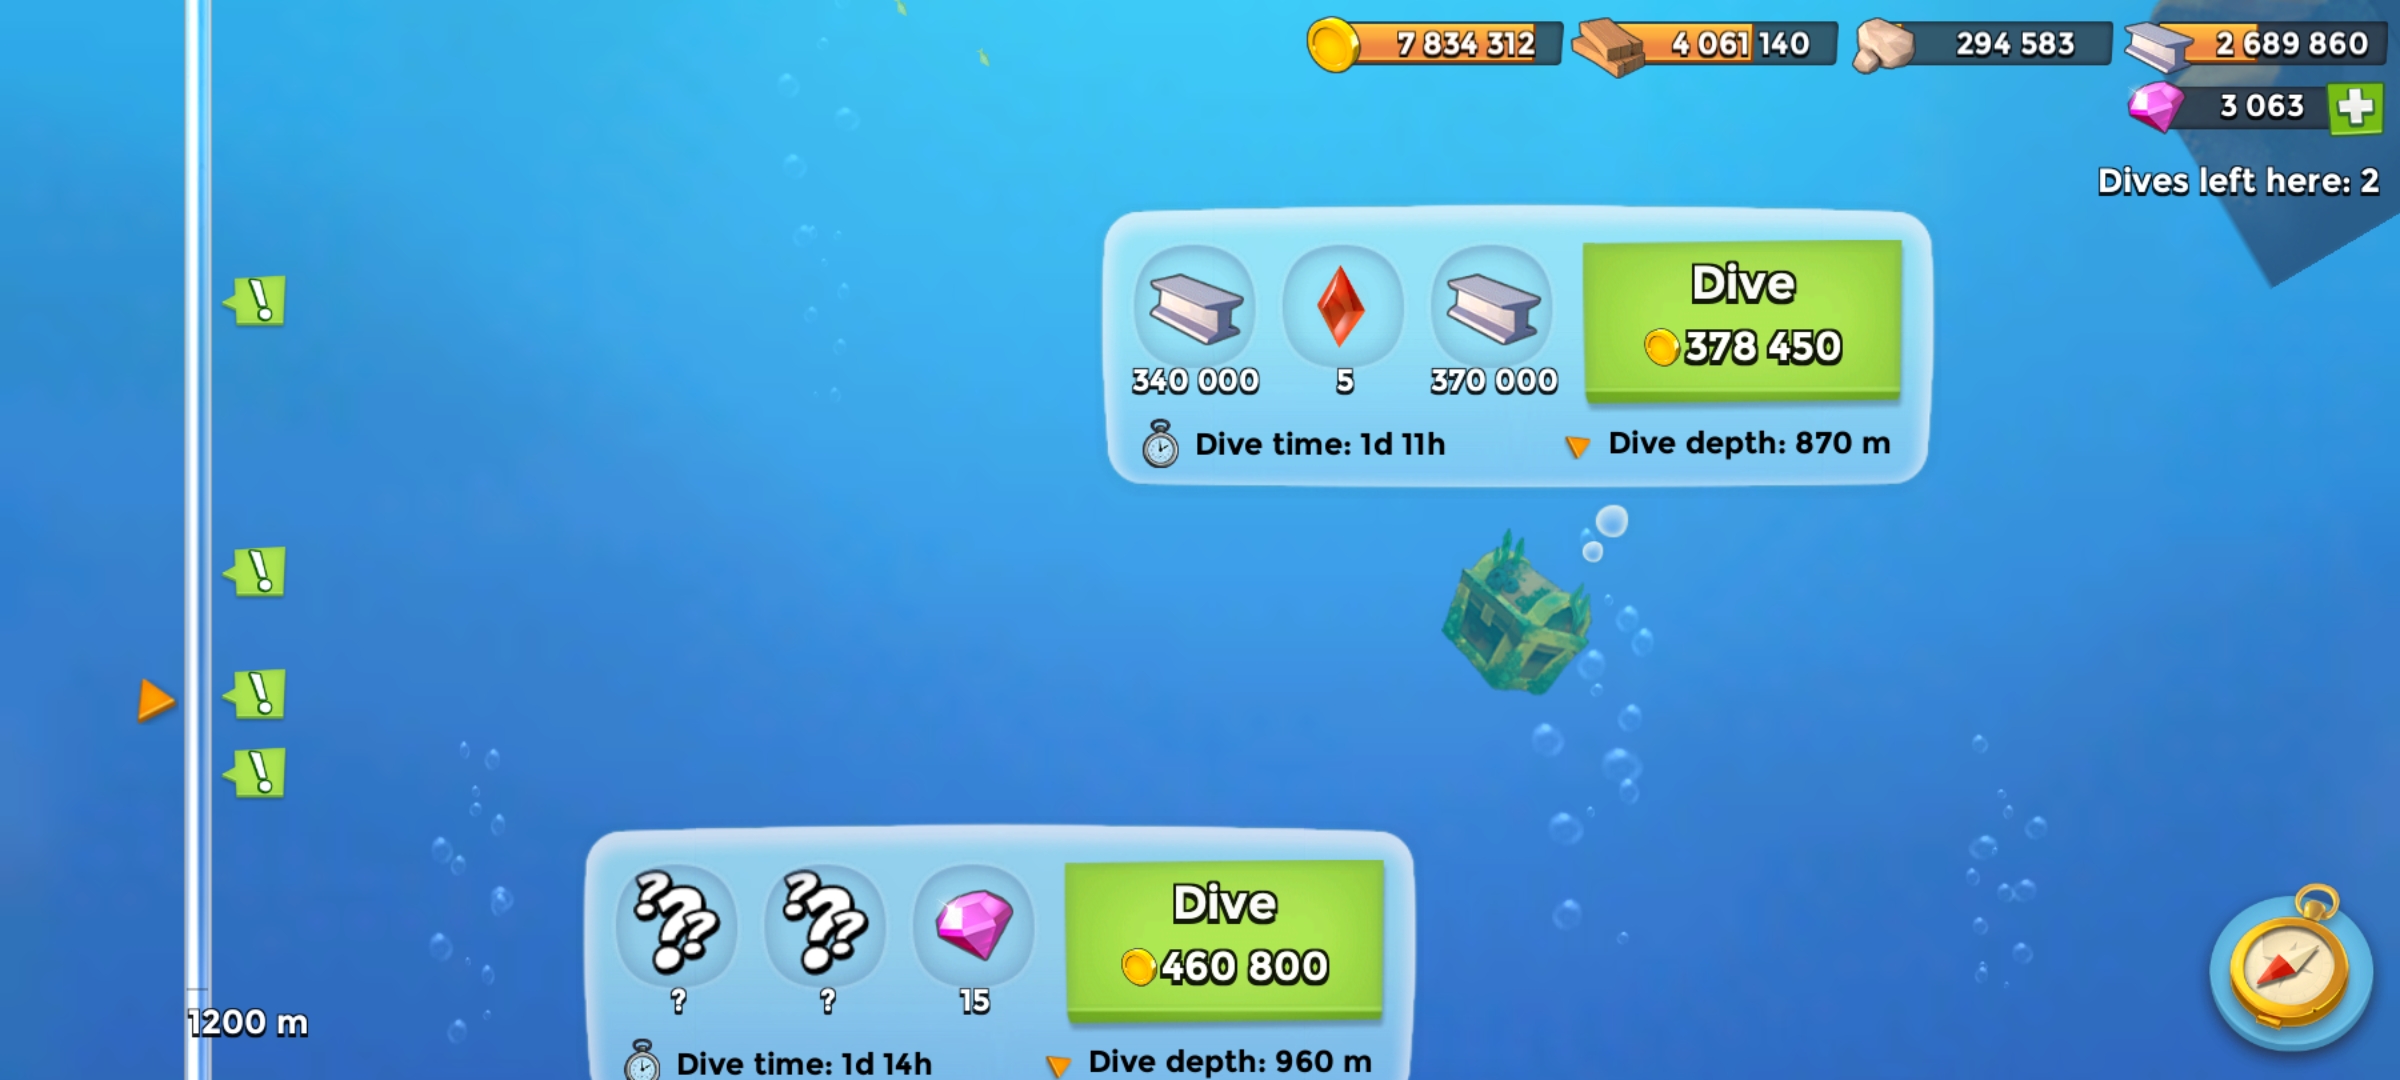 7 834 312
4 061 140
294 583
2 689 860
3 063
Dives left here: 2
340 000
5
370 000
Dive
378 450
Dive time: 1d 11h
Dive depth: 870 m
!
!
!
!
???
?
???
?
15
Dive
460 800
Dive time: 1d 14h
Dive depth: 960 m
1200 m